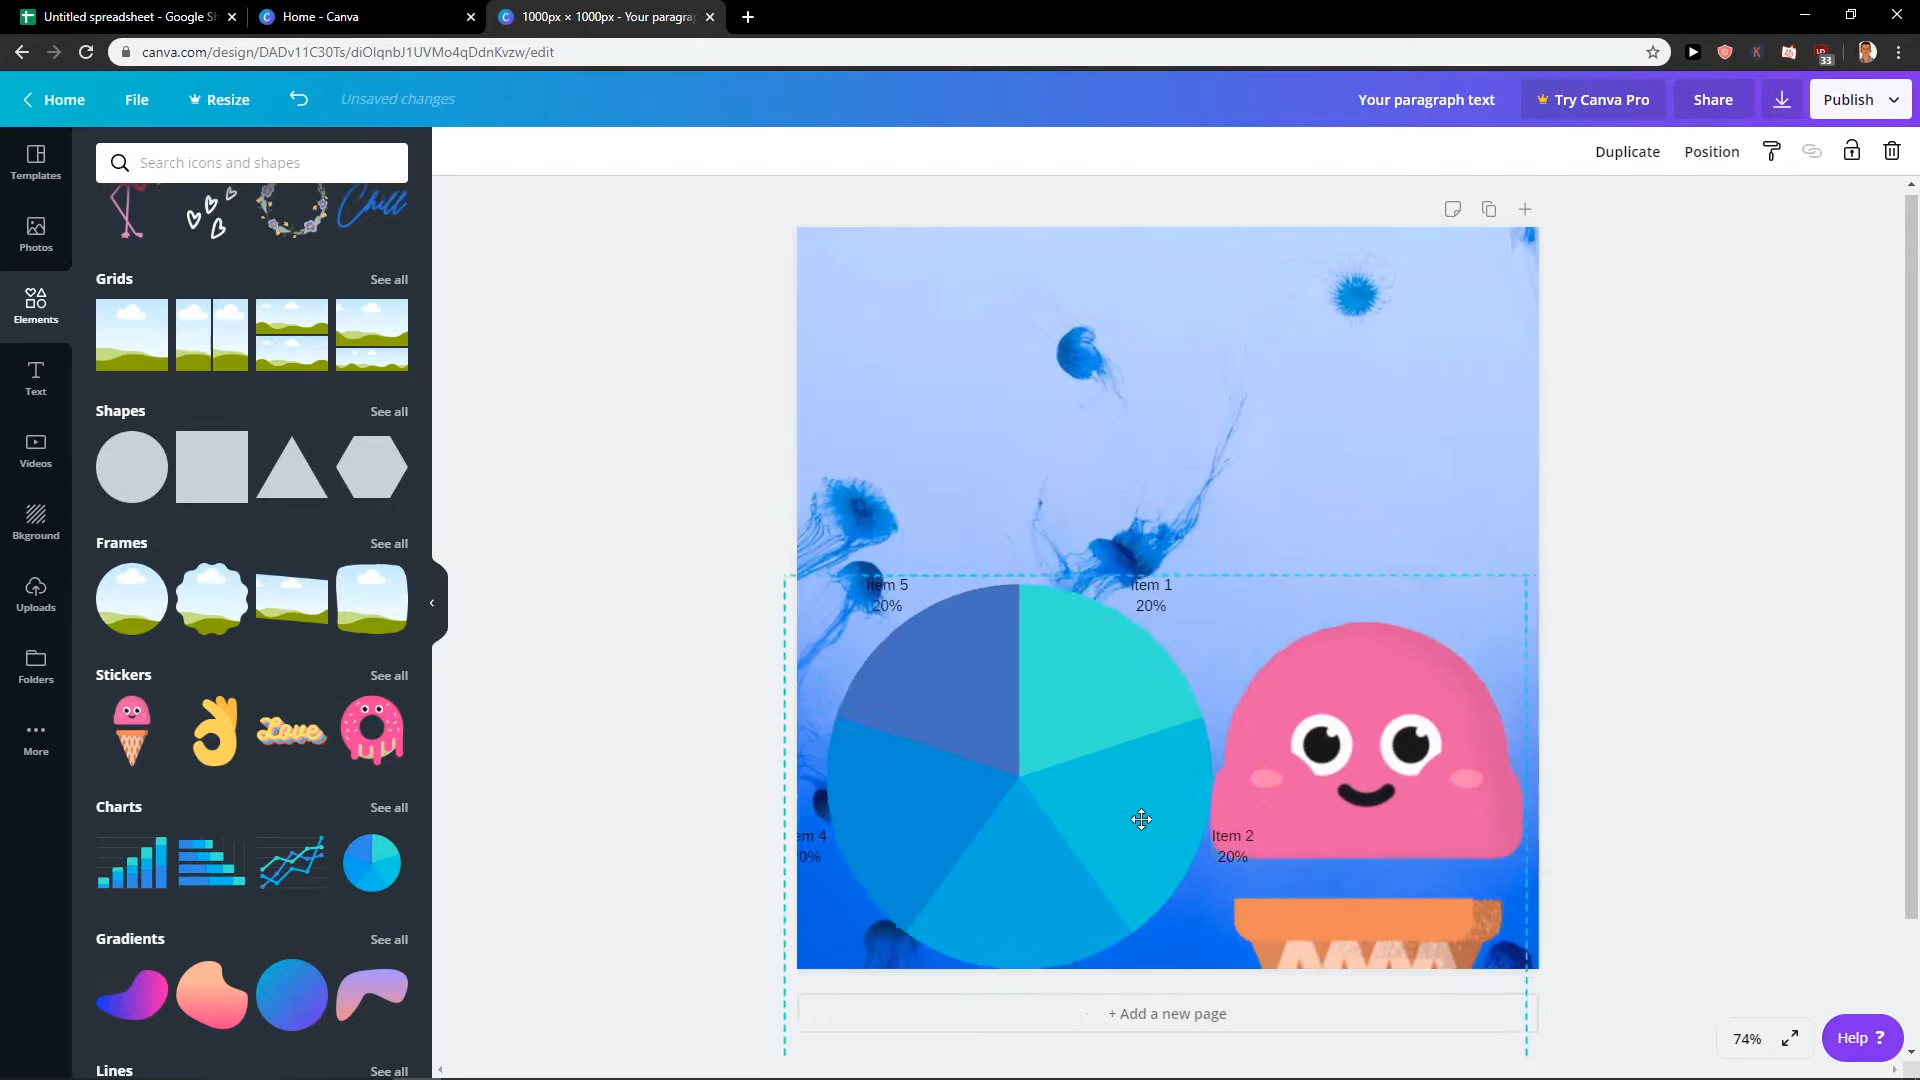 Untitled spreadsheet - Google Sh
Home - Canva
1000px × 1000px - Your paragra
canva.com/design/DADv11C30Ts/diOlqnbJ1UVMo4qDdnKvzw/edit
33
Home
File
Resize
Unsaved changes
Your paragraph text
Try Canva Pro
Share
Publish
Templates
Photos
Elements
Text
Videos
Bkground
Uploads
Folders
More
Search icons and shapes
Chill
Grids
See all
Shapes
See all
Frames
See all
Stickers
See all
Love
Charts
See all
Gradients
See all
Lines
See all
Duplicate
Position
Item 5
20%
Item 1
20%
em 4
0%
Item 2
20%
+ Add a new page
74%
Help ?